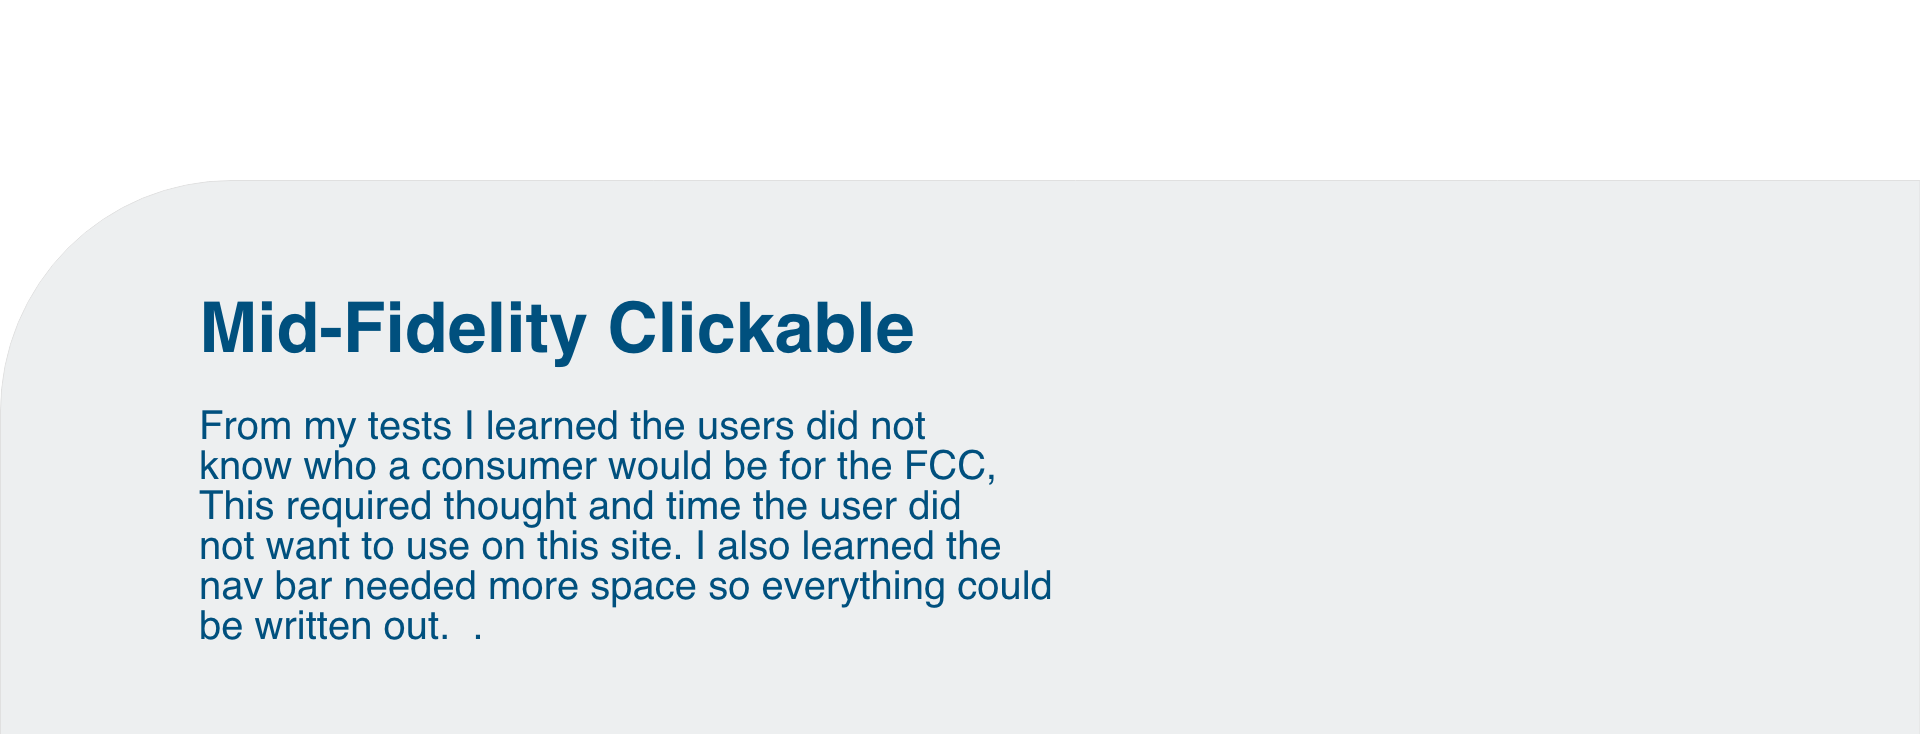 Mid-Fidelity Clickable
From my tests I learned the users did not
know who a consumer would be for the FCC,
This required thought and time the user did
not want to use on this site. I also learned the
nav bar needed more space so everything could
be written out.  .